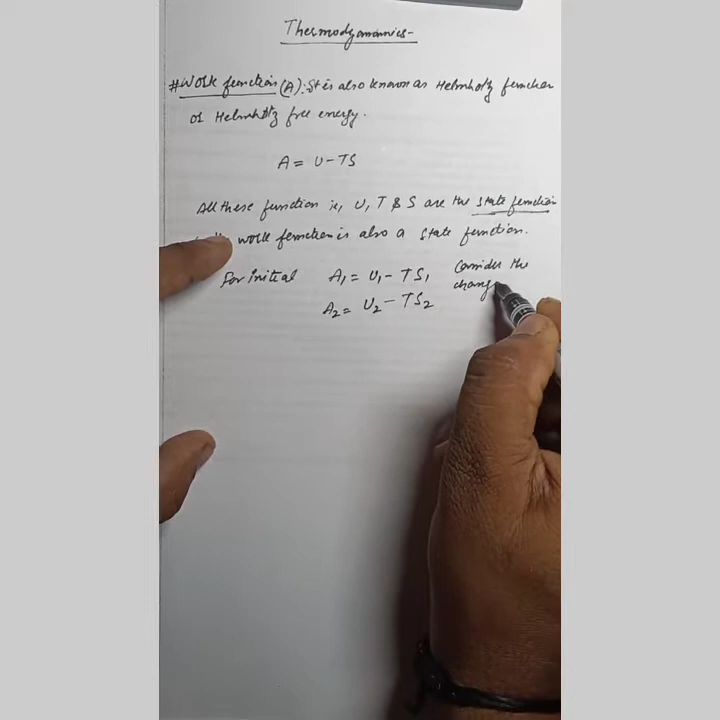 Thermodynamics-
#Work function (A): It is also known as Helmholtz function
or Helmholtz free energy.
A = U - TS
All these function ie, U, T & S are the state function
work function is also a state function.
For initial A₁ = U₁ - TS₁ Consider the
A₂ = U₂ - TS₂ chang